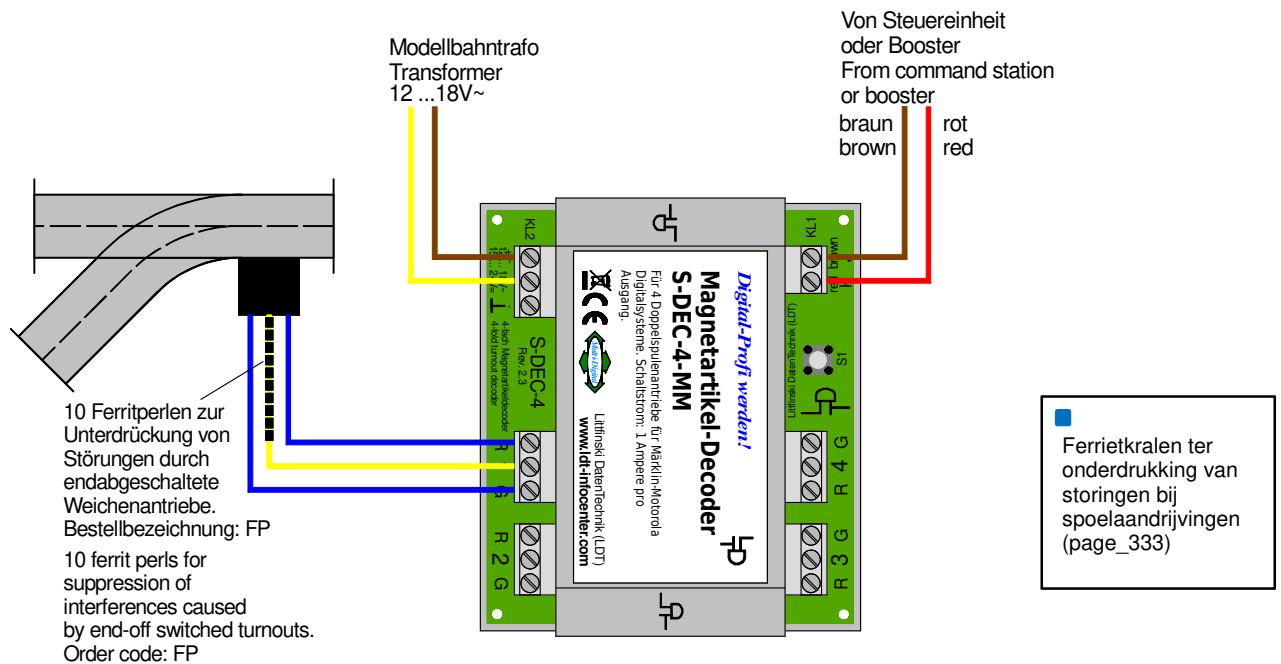 Modellbahntrafo
Transformer
12 ...18V~
Von Steuereinheit
oder Booster
From command station
or booster
braun
brown
rot
red
10 Ferritperlen zur
Unterdrückung von
Störungen durch
endabgeschaltete
Weichenantriebe.
Bestellbezeichnung: FP
10 ferrit perls for
suppression of
interferences caused
by end-off switched turnouts.
Order code: FP
KL2
S-DEC-4
Rev. 2,3
4-fach Magnetartikeldecoder
4-fold turnout decoder
R
G
R 2 G
Digital-Profi werden!
Magnetartikel-Decoder
S-DEC-4-MM
Für 4 Doppelspulenantriebe für Märklin-Motorola
Digitalsysteme. Schaltstrom: 1 Ampere pro
Ausgang.
CE
Multi-Digital
Littfinski DatenTechnik (LDT)
www.ldt-infocenter.com
KL1
red
S1
Littfinski DatenTechnik (LDT)
R 4 G
R 3 G
Ferrietkralen ter
onderdrukking van
storingen bij
spoelaandrijvingen
(page_333)